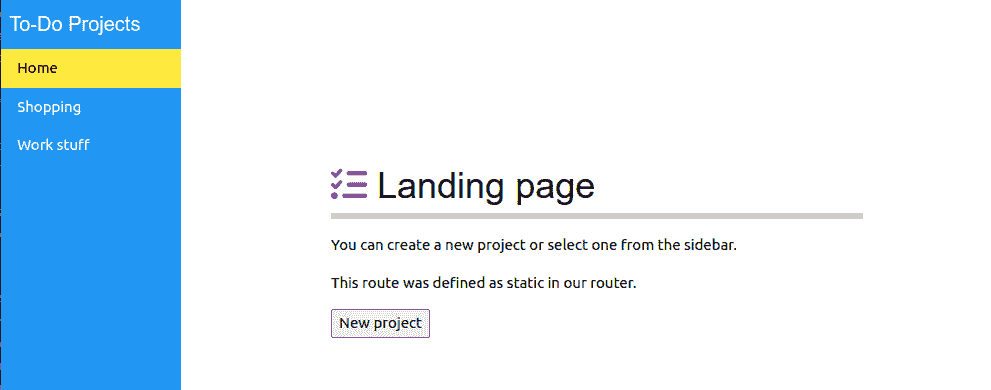 To-Do Projects
Home
Shopping
Work stuff
Landing page
You can create a new project or select one from the sidebar.
This route was defined as static in our router.
New project